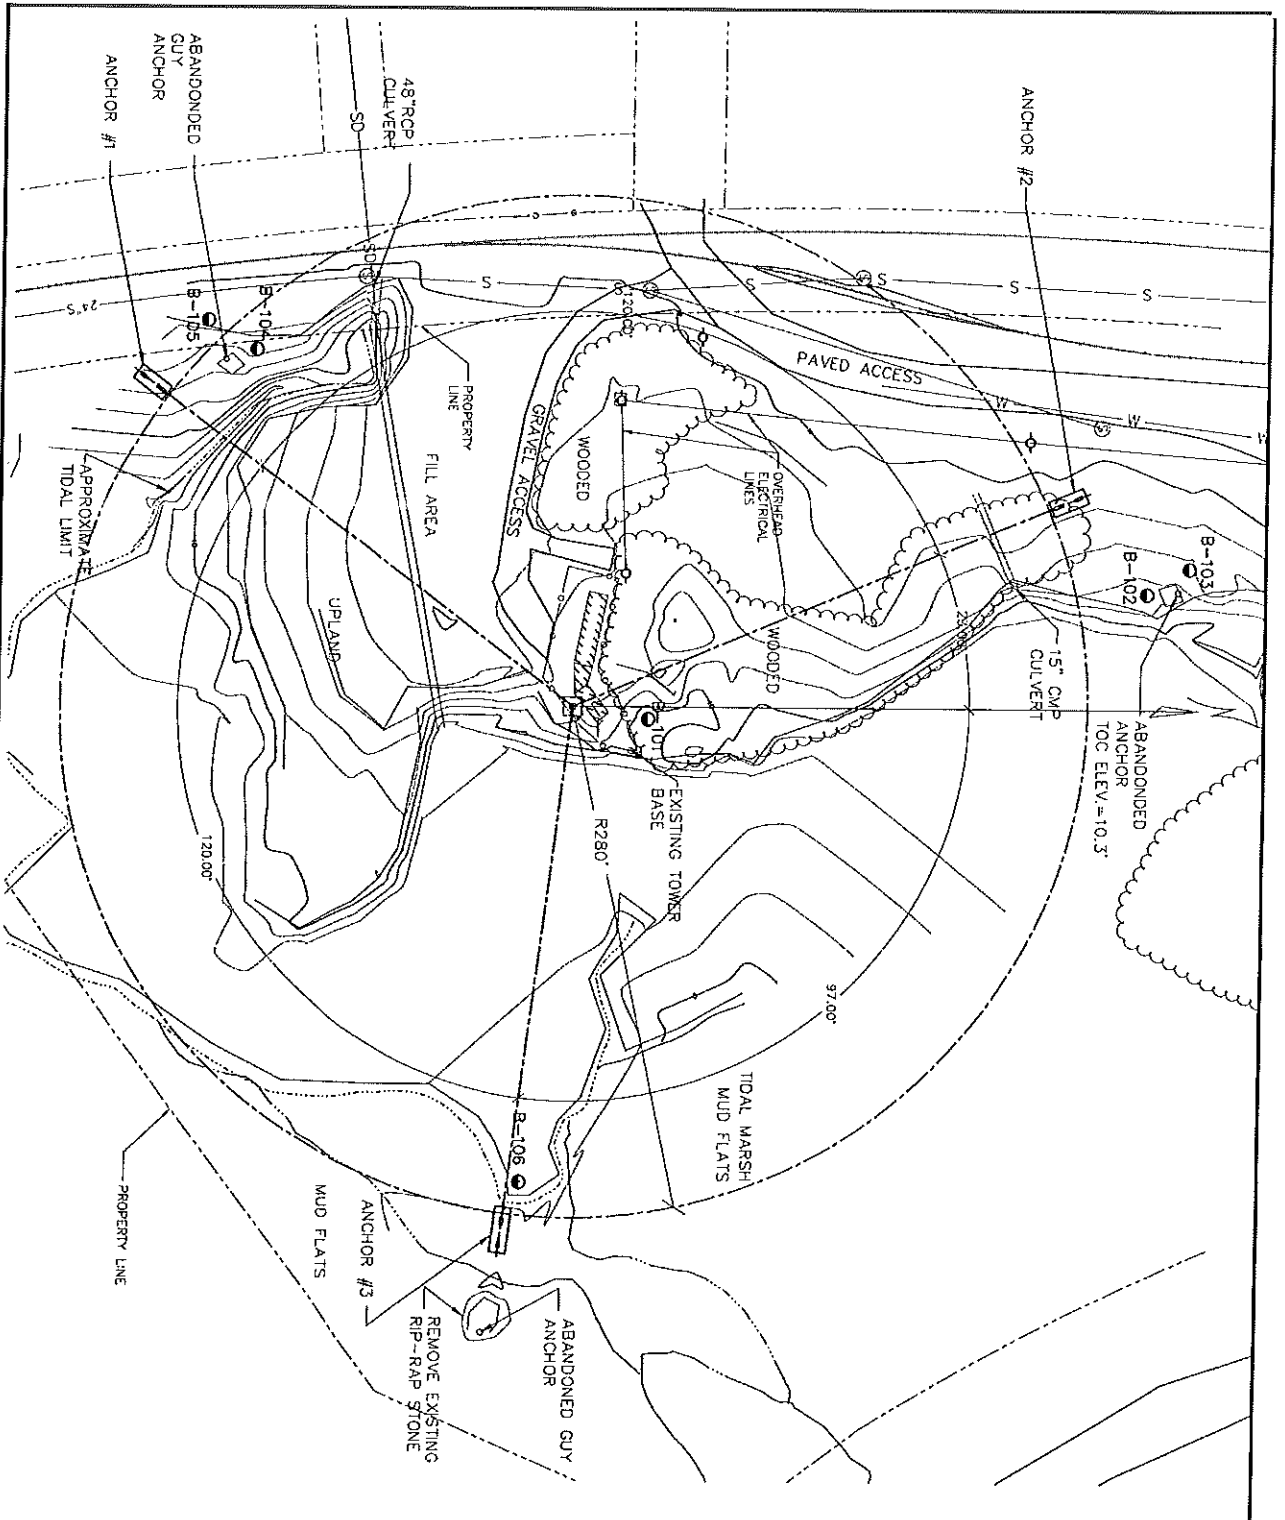 ABANDONDED
GUY
ANCHOR
ANCHOR #1
48"RCP
CULVERT
SD
SD
ANCHOR #2
S
S
S
S
S
24"S
B-105
B-104
PROPERTY
LINE
FILL AREA
GRAVEL ACCESS
WOODED
OVERHEAD
ELECTRICAL
LINES
PAVED ACCESS
W
W
W
S
S
APPROXIMATE
TIDAL LIMIT
UPLAND
WOODED
B-101
B-103
B-102
15" CMP
CULVERT
ABANDONDED
ANCHOR
TOC ELEV.=10.3'
EXISTING TOWER
BASE
R280'
120.00°
97.00°
TIDAL MARSH
MUD FLATS
B-106
PROPERTY LINE
MUD FLATS
ANCHOR #3
REMOVE EXISTING
RIP-RAP STONE
ABANDONED GUY
ANCHOR